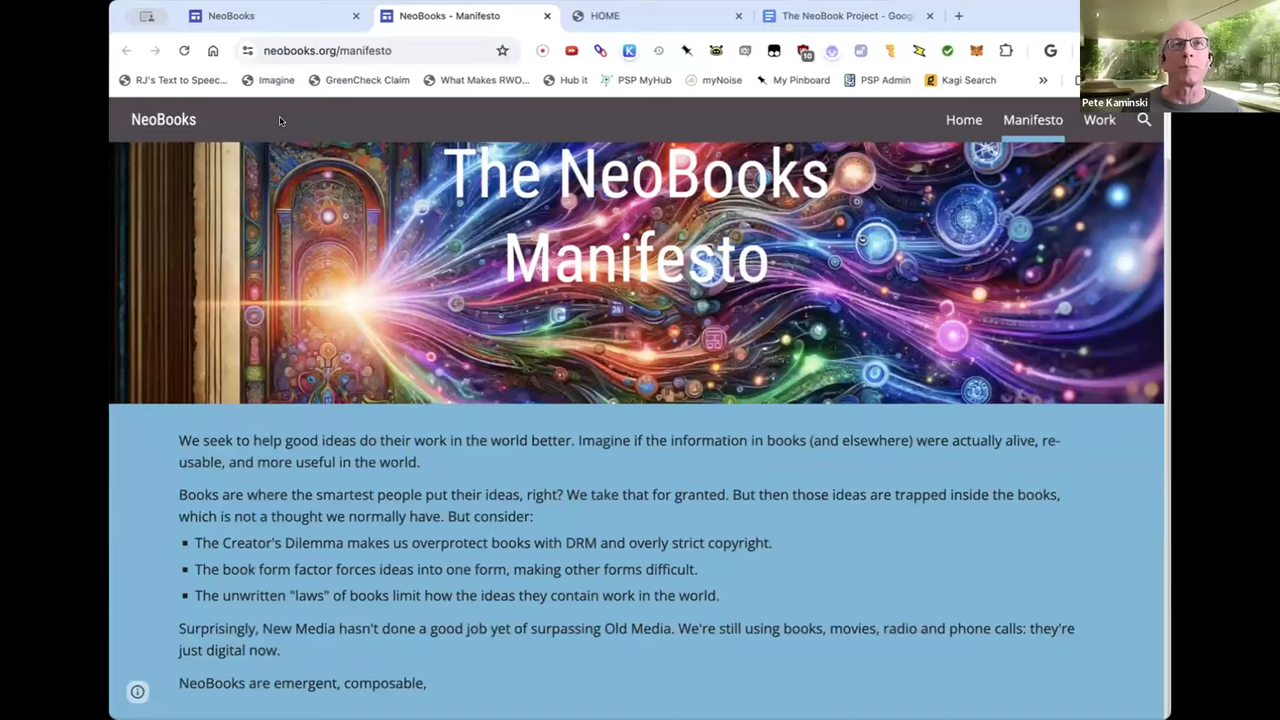 NeoBooks
NeoBooks - Manifesto
HOME
The NeoBook Project - Goog
neobooks.org/manifesto
10
G
RJ's Text to Speec...
Imagine
GreenCheck Claim
What Makes RWO...
Hub it
PSP MyHub
myNoise
My Pinboard
PSP Admin
Kagi Search
Pete Kaminski
NeoBooks
Home
Manifesto
Work
The NeoBooks
Manifesto
We seek to help good ideas do their work in the world better. Imagine if the information in books (and elsewhere) were actually alive, re-
usable, and more useful in the world.
Books are where the smartest people put their ideas, right? We take that for granted. But then those ideas are trapped inside the books,
which is not a thought we normally have. But consider:
▪ The Creator's Dilemma makes us overprotect books with DRM and overly strict copyright.
▪ The book form factor forces ideas into one form, making other forms difficult.
▪ The unwritten "laws" of books limit how the ideas they contain work in the world.
Surprisingly, New Media hasn't done a good job yet of surpassing Old Media. We're still using books, movies, radio and phone calls: they're
just digital now.
NeoBooks are emergent, composable,